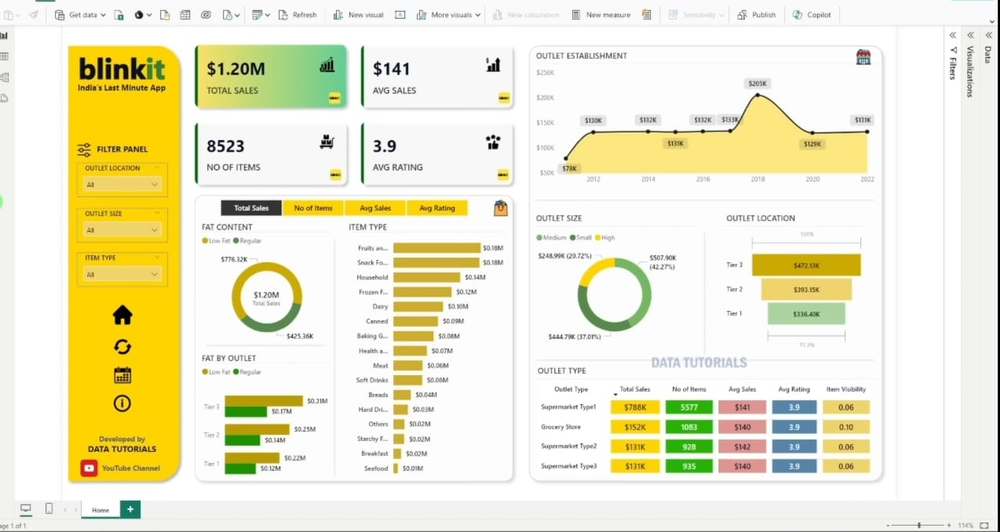 Get data
Refresh
New visual
More visuals
New calculation
New measure
Sensitivity
Publish
Copilot
blinkit
India's Last Minute App
FILTER PANEL
OUTLET LOCATION
All
OUTLET SIZE
All
ITEM TYPE
All
Developed by
DATA TUTORIALS
YouTube Channel
$1.20M
TOTAL SALES
$141
AVG SALES
8523
NO OF ITEMS
3.9
AVG RATING
Total Sales No of Items Avg Sales Avg Rating
FAT CONTENT
Low Fat Regular
$776.32K
$1.20M
Total Sales
$425.36K
FAT BY OUTLET
Low Fat Regular
Tier 3 $0.31M
$0.17M
Tier 2 $0.25M
$0.14M
Tier 1 $0.22M
$0.12M
ITEM TYPE
Fruits an... $0.18M
Snack Fo... $0.18M
Household $0.14M
Frozen F... $0.12M
Dairy $0.10M
Canned $0.09M
Baking G... $0.08M
Health a... $0.07M
Meat $0.06M
Soft Drinks $0.06M
Breads $0.04M
Hard Dri... $0.03M
Others $0.02M
Starchy F... $0.02M
Breakfast $0.02M
Seafood $0.01M
OUTLET ESTABLISHMENT
$250K
$200K
$150K
$100K
$50K
$78K
$130K
$132K
$131K
$132K
$133K
$205K
$129K
$131K
2012 2014 2016 2018 2020 2022
OUTLET SIZE
Medium Small High
$248.99K (20.72%)
$507.90K
(42.27%)
$444.79K (37.01%)
OUTLET LOCATION
100%
Tier 3 $472.13K
Tier 2 $393.15K
Tier 1 $336.40K
71.3%
DATA TUTORIALS
OUTLET TYPE
Outlet Type Total Sales No of Items Avg Sales Avg Rating Item Visibility
Supermarket Type1 $788K 5577 $141 3.9 0.06
Grocery Store $152K 1083 $140 3.9 0.10
Supermarket Type2 $131K 928 $142 3.9 0.06
Supermarket Type3 $131K 935 $140 3.9 0.06
Filters
Visualizations
Data
Home
age 1 of 1
114%